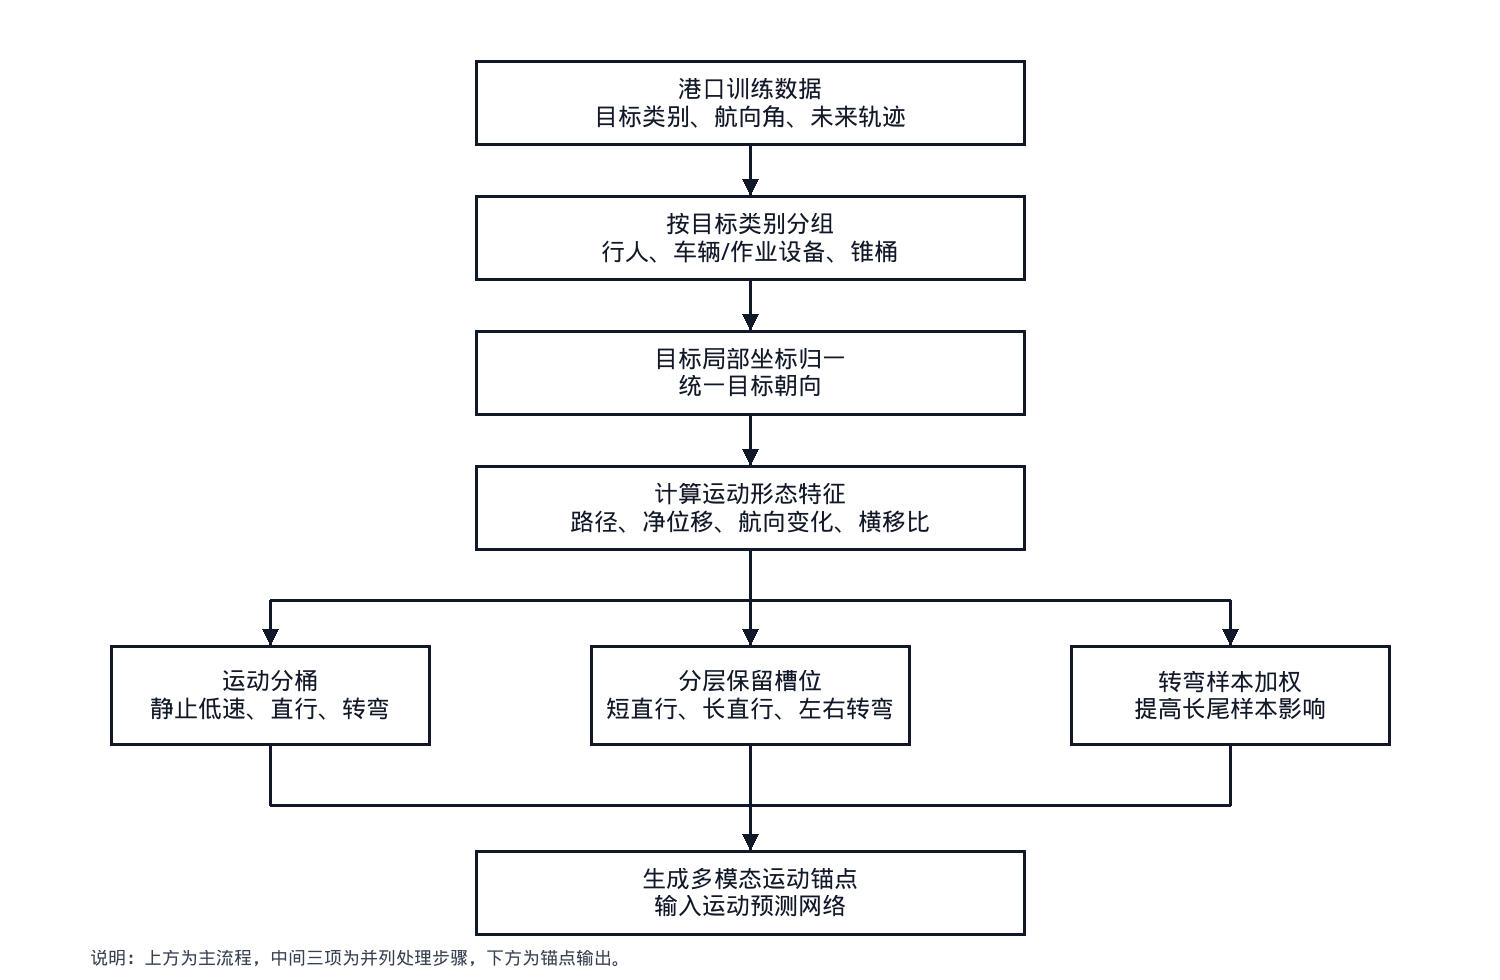 港口训练数据
目标类别、航向角、未来轨迹
按目标类别分组
行人、车辆/作业设备、锥桶
目标局部坐标归一
统一目标朝向
计算运动形态特征
路径、净位移、航向变化、横移比
运动分桶
静止低速、直行、转弯
分层保留槽位
短直行、长直行、左右转弯
转弯样本加权
提高长尾样本影响
生成多模态运动锚点
输入运动预测网络
说明：上方为主流程，中间三项为并列处理步骤，下方为锚点输出。